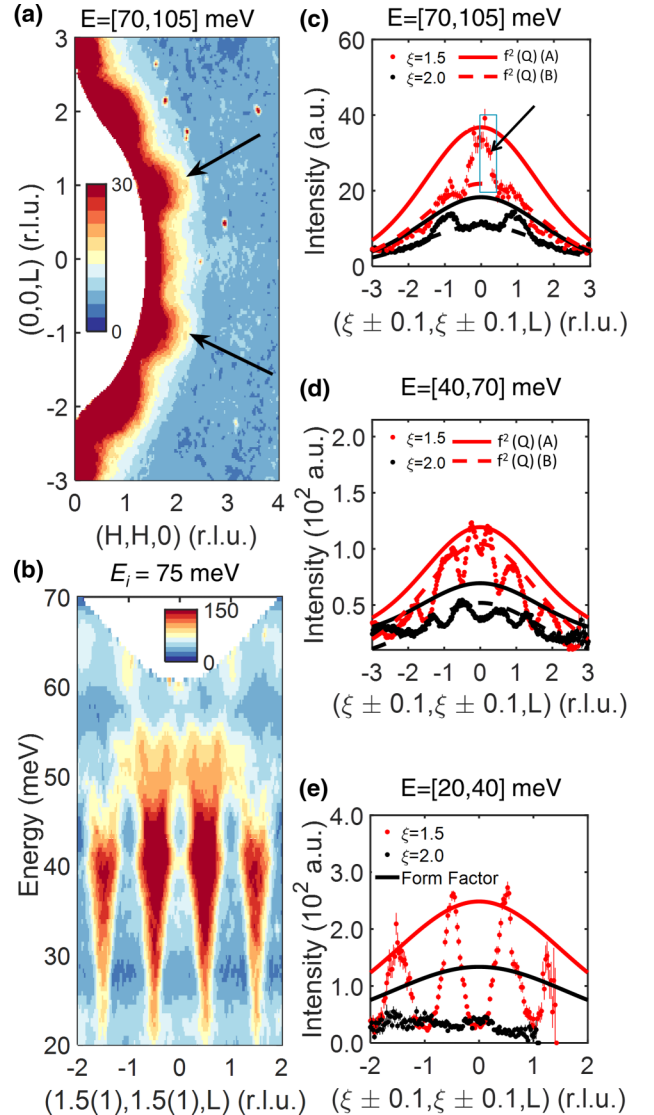 (a) E=[70,105] meV
3
2
1
0
-1
-2
-3
(0,0,L) (r.l.u.)
30
0
0 1 2 3 4
(H,H,0) (r.l.u.)
(b) E_i = 75 meV
70
60
50
40
30
20
Energy (meV)
150
0
-2 -1 0 1 2
(1.5(1),1.5(1),L) (r.l.u.)
(c) E=[70,105] meV
60
40
20
0
Intensity (a.u.)
ξ=1.5 f²(Q)(A)
ξ=2.0 f²(Q)(B)
-3 -2 -1 0 1 2 3
(ξ ± 0.1,ξ ± 0.1,L) (r.l.u.)
(d) E=[40,70] meV
2.0
1.5
1.0
0.5
Intensity (10² a.u.)
ξ=1.5 f²(Q)(A)
ξ=2.0 f²(Q)(B)
-3 -2 -1 0 1 2 3
(ξ ± 0.1,ξ ± 0.1,L) (r.l.u.)
(e) E=[20,40] meV
4.0
3.0
2.0
1.0
0.0
Intensity (10² a.u.)
ξ=1.5
ξ=2.0
Form Factor
-2 -1 0 1 2
(ξ ± 0.1,ξ ± 0.1,L) (r.l.u.)